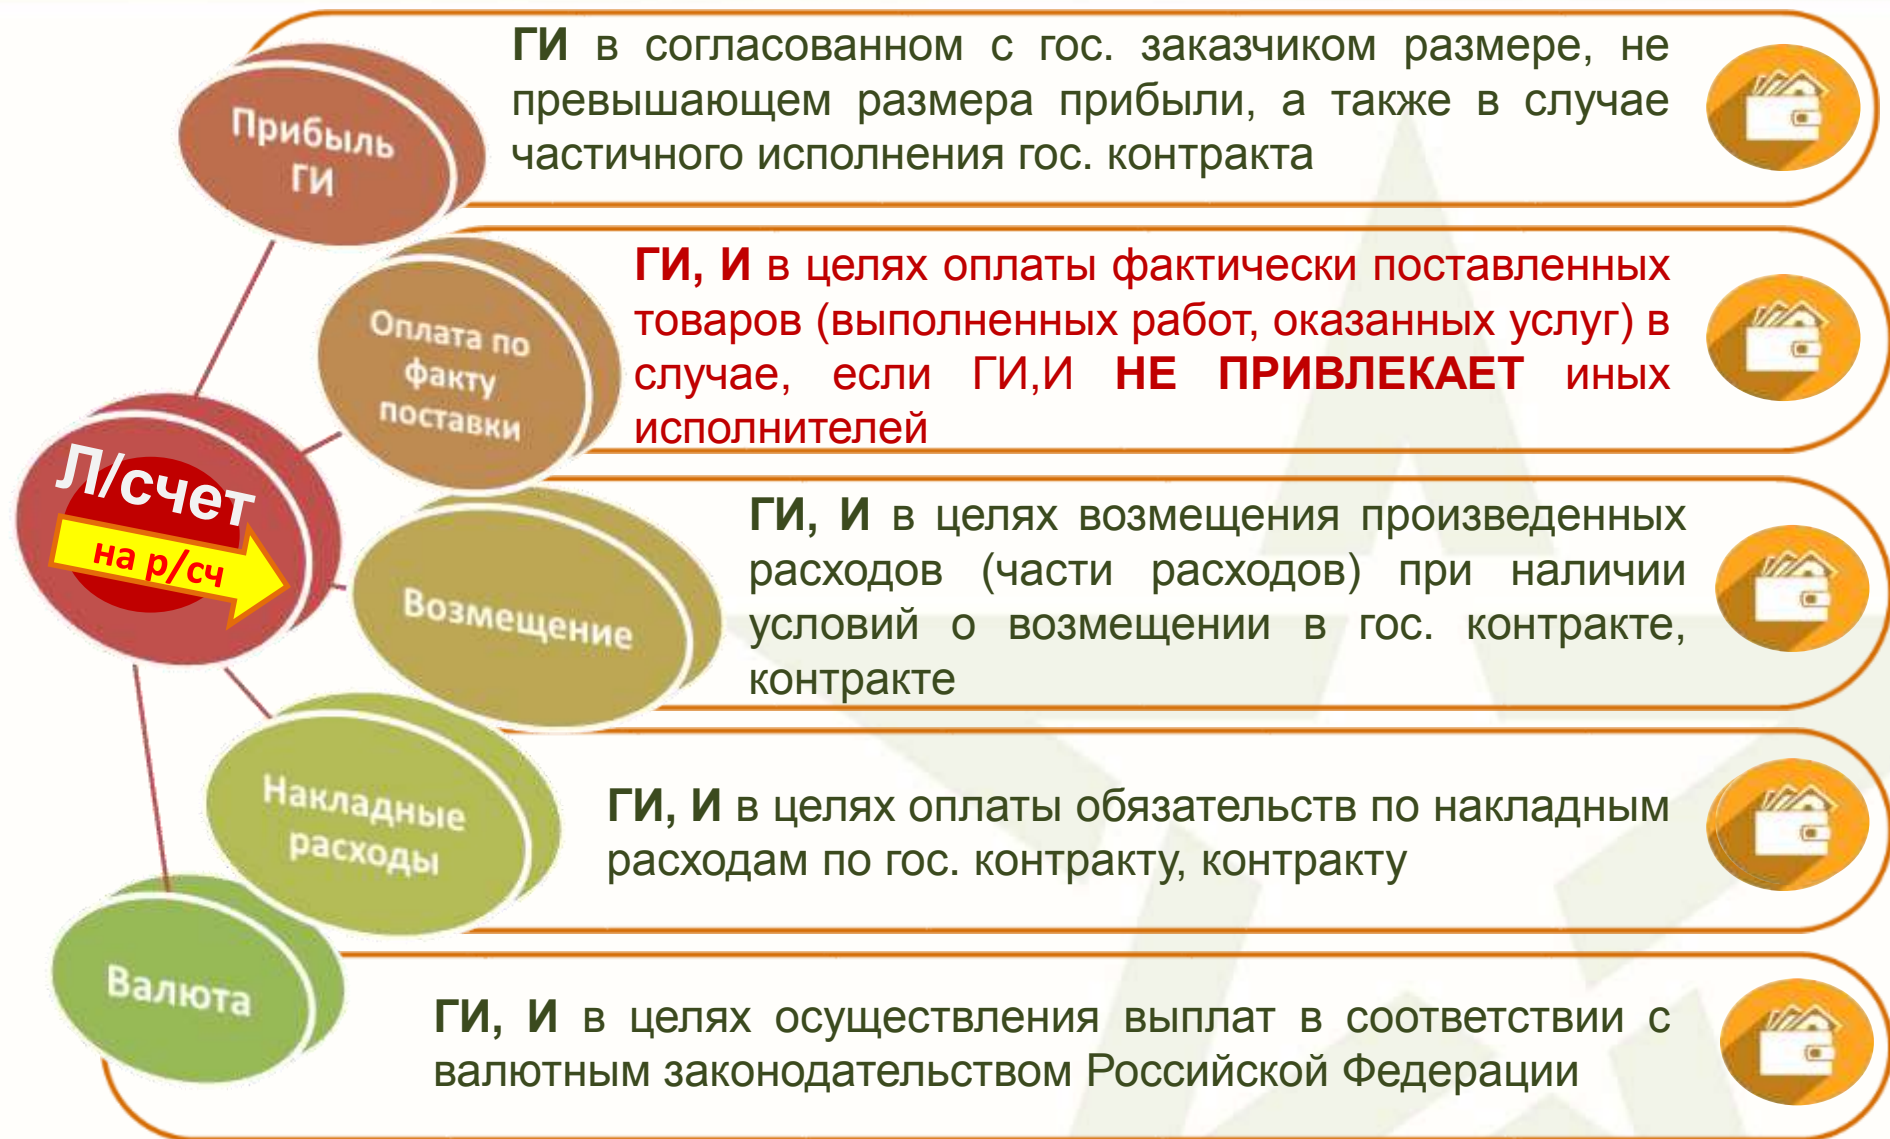 ГИ в согласованном с гос. заказчиком размере, не
превышающем размера прибыли, а также в случае
частичного исполнения гос. контракта
Прибыль
ГИ
ГИ, И в целях оплаты фактически поставленных
товаров (выполненных работ, оказанных услуг) в
случае, если ГИ,И НЕ ПРИВЛЕКАЕТ иных
исполнителей
Оплата по
факту
поставки
Л/счет
на р/сч
ГИ, И в целях возмещения произведенных
расходов (части расходов) при наличии
условий о возмещении в гос. контракте,
контракте
Возмещение
Накладные
расходы
ГИ, И в целях оплаты обязательств по накладным
расходам по гос. контракту, контракту
Валюта
ГИ, И в целях осуществления выплат в соответствии с
валютным законодательством Российской Федерации